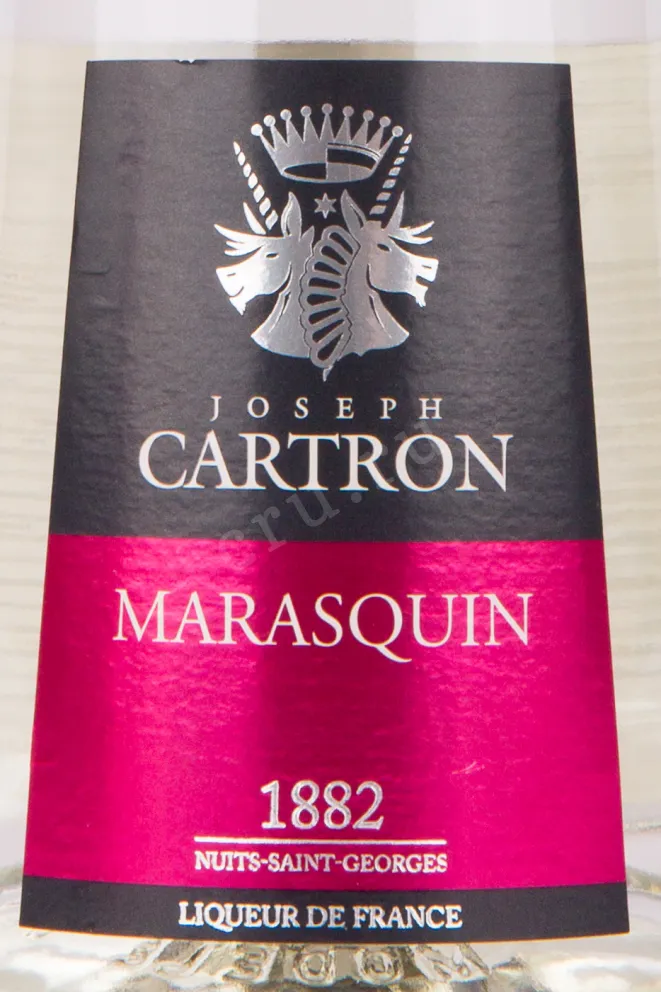 JOSEPH
CARTRON
MARASQUIN
1882
NUITS-SAINT-GEORGES
LIQUEUR DE FRANCE